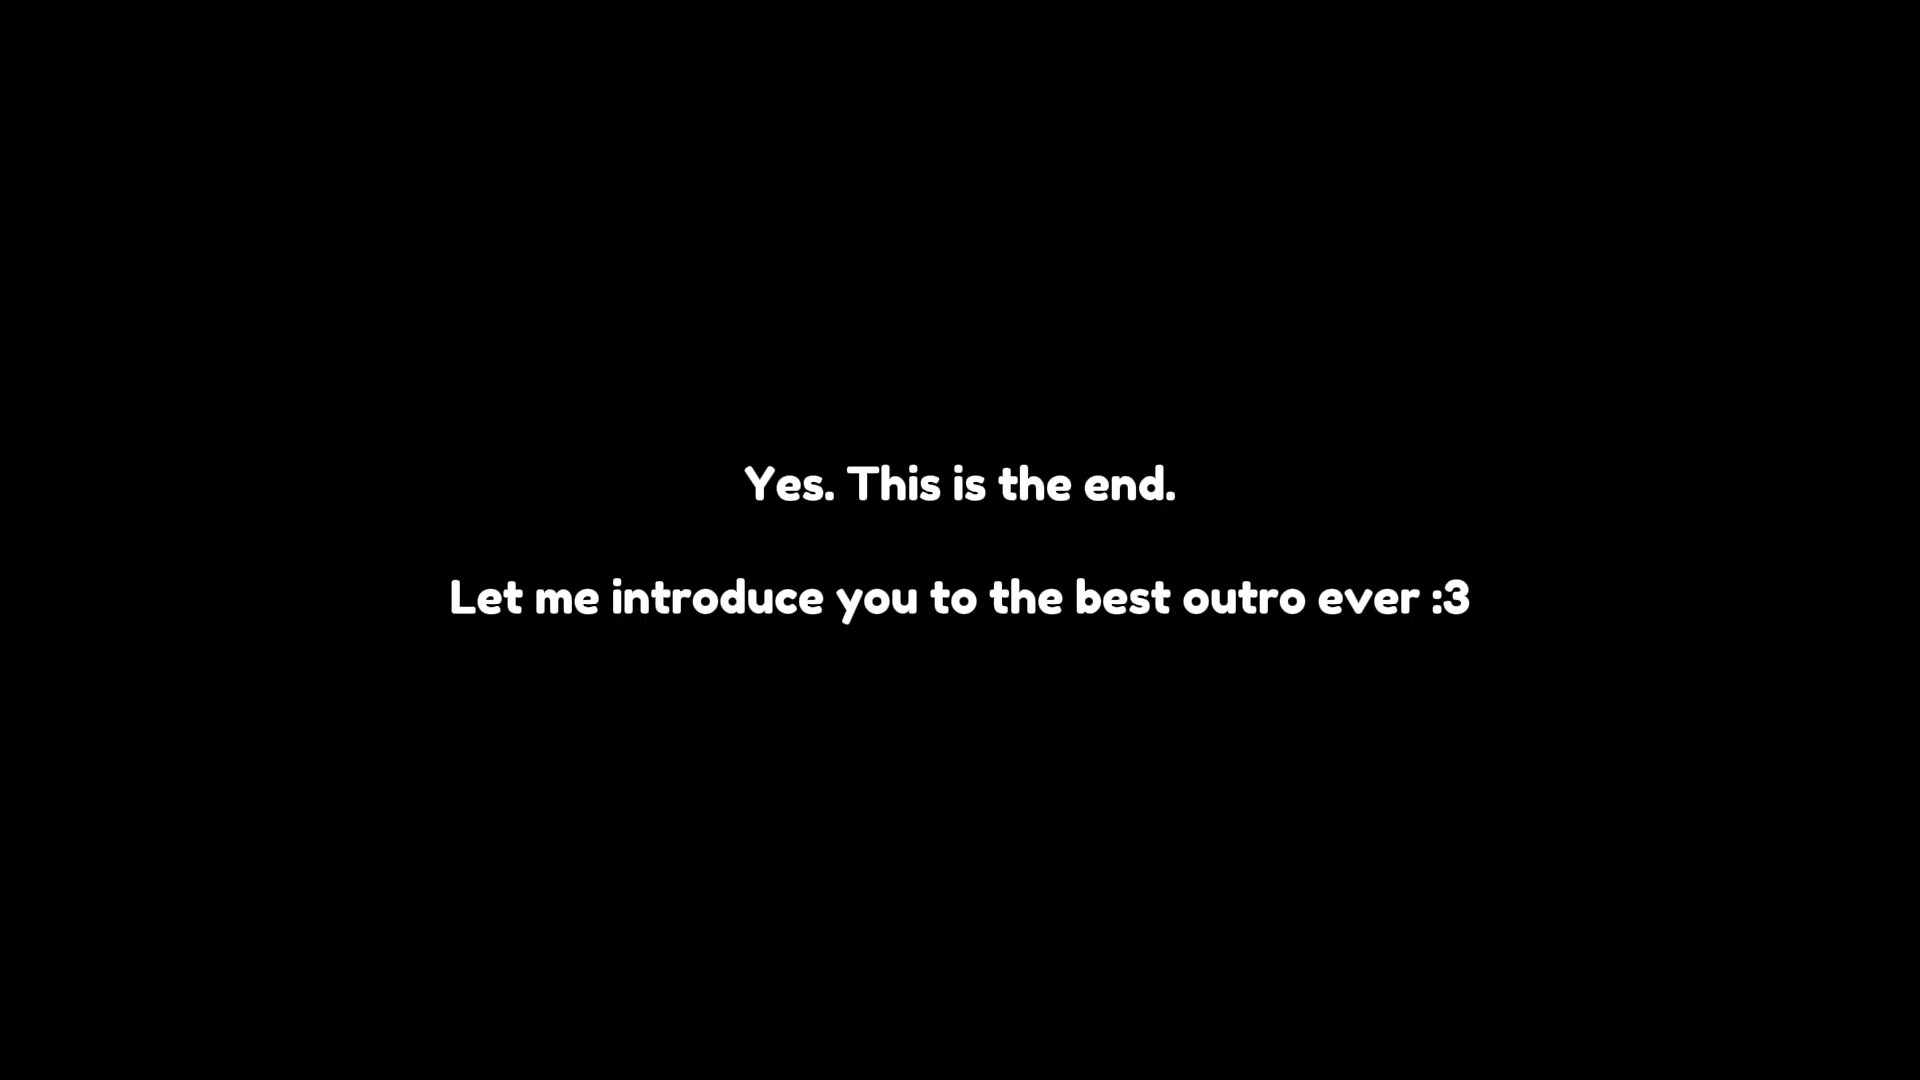 Yes. This is the end.
Let me introduce you to the best outro ever :3